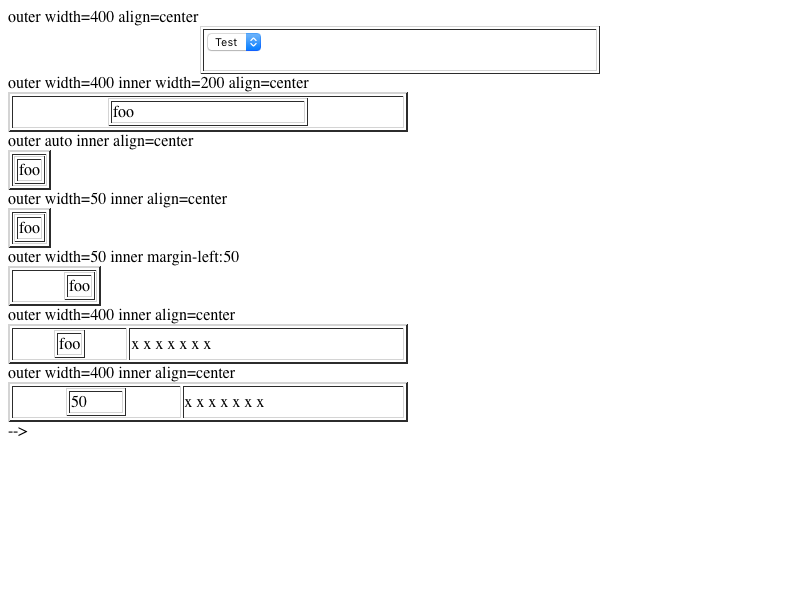 outer width=400 align=center
Test
outer width=400 inner width=200 align=center
foo
outer auto inner align=center
foo
outer width=50 inner align=center
foo
outer width=50 inner margin-left:50
foo
outer width=400 inner align=center
foo x x x x x x x
outer width=400 inner align=center
50 x x x x x x x
-->